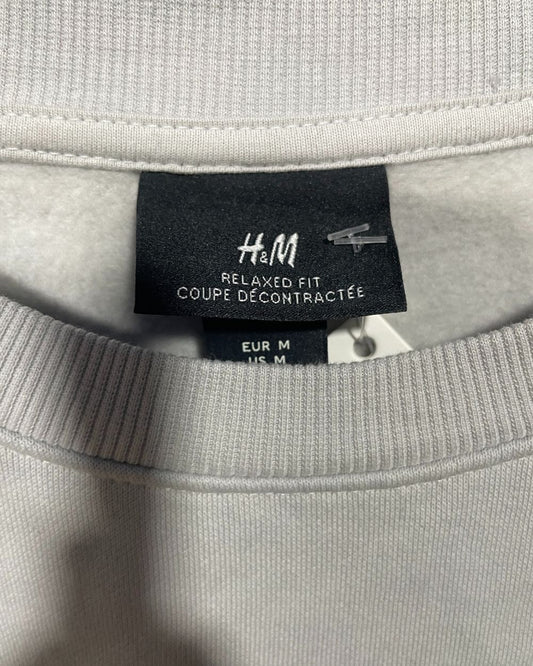 H&M
RELAXED FIT
COUPE DÉCONTRACTÉE
EUR M
US M